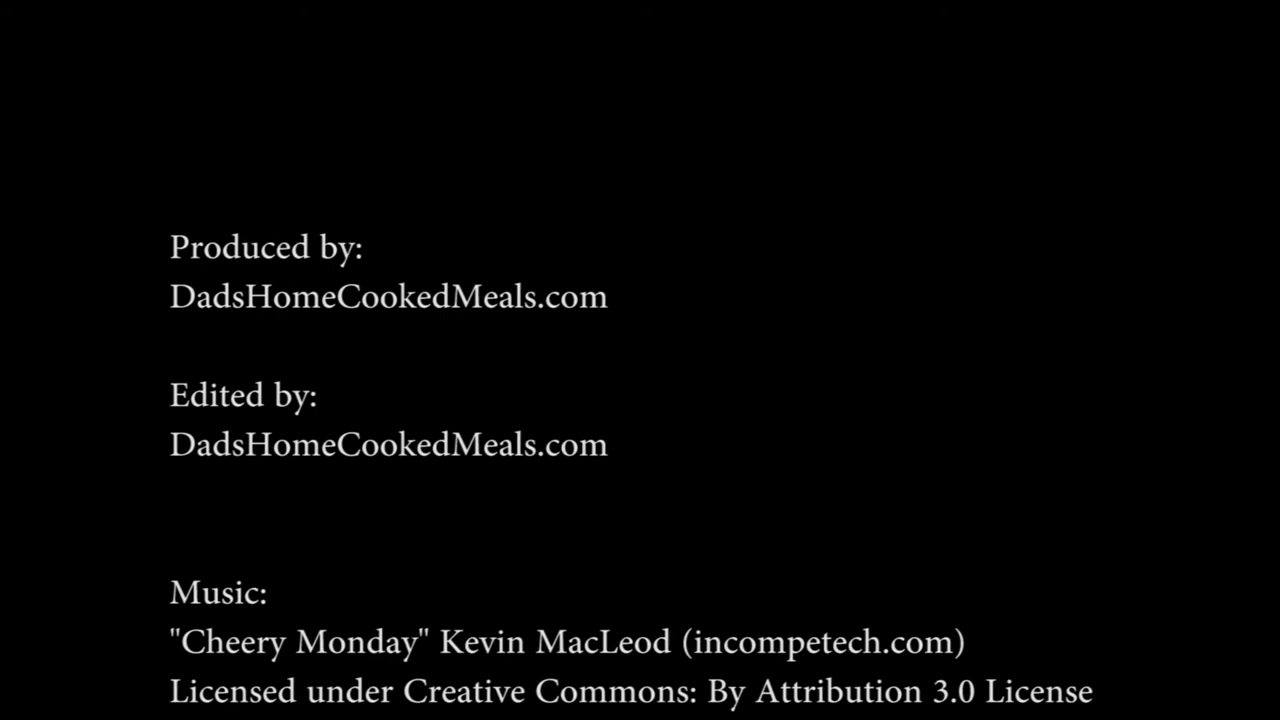 Produced by:
DadsHomeCookedMeals.com
Edited by:
DadsHomeCookedMeals.com
Music:
"Cheery Monday" Kevin MacLeod (incompetech.com)
Licensed under Creative Commons: By Attribution 3.0 License